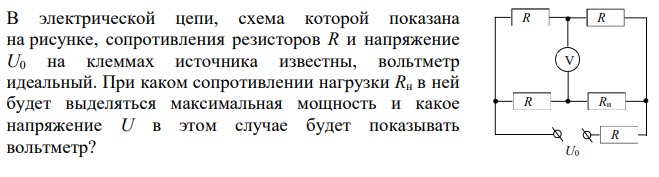 В электрической цепи, схема которой показана
на рисунке, сопротивления резисторов R и напряжение
U₀ на клеммах источника известны, вольтметр
идеальный. При каком сопротивлении нагрузки Rн в ней
будет выделяться максимальная мощность и какое
напряжение U в этом случае будет показывать
вольтметр?
R R
V
R Rн
R
U₀